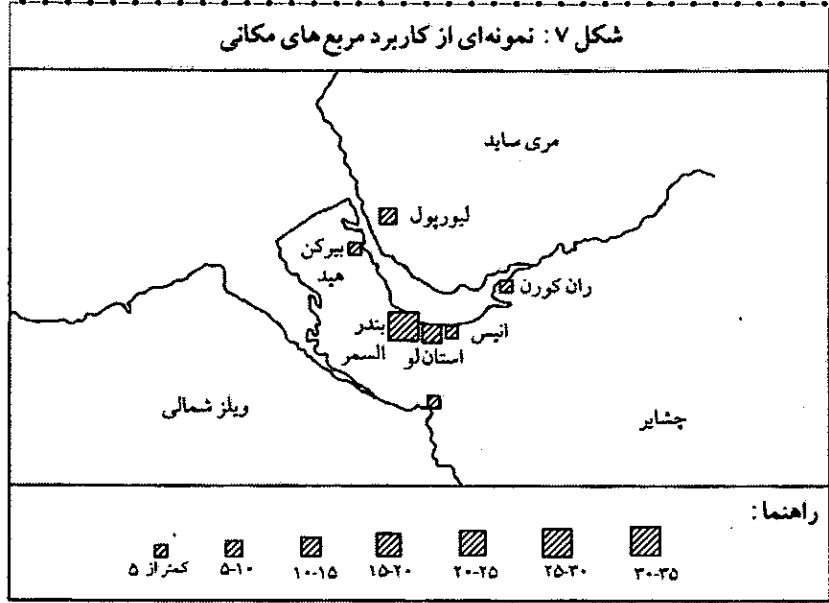 شکل ۷ : نمونه‌ای از کاربرد مربع‌های مکانی
مری ساید
لیورپول
بیرکن
هید
ران کورن
بندر
السمر
استان‌لو
انیس
ویلز شمالی
چشایر
راهنما :
کمتر از ۵
۵-۱۰
۱۰-۱۵
۱۵-۲۰
۲۰-۲۵
۲۵-۳۰
۳۰-۳۵